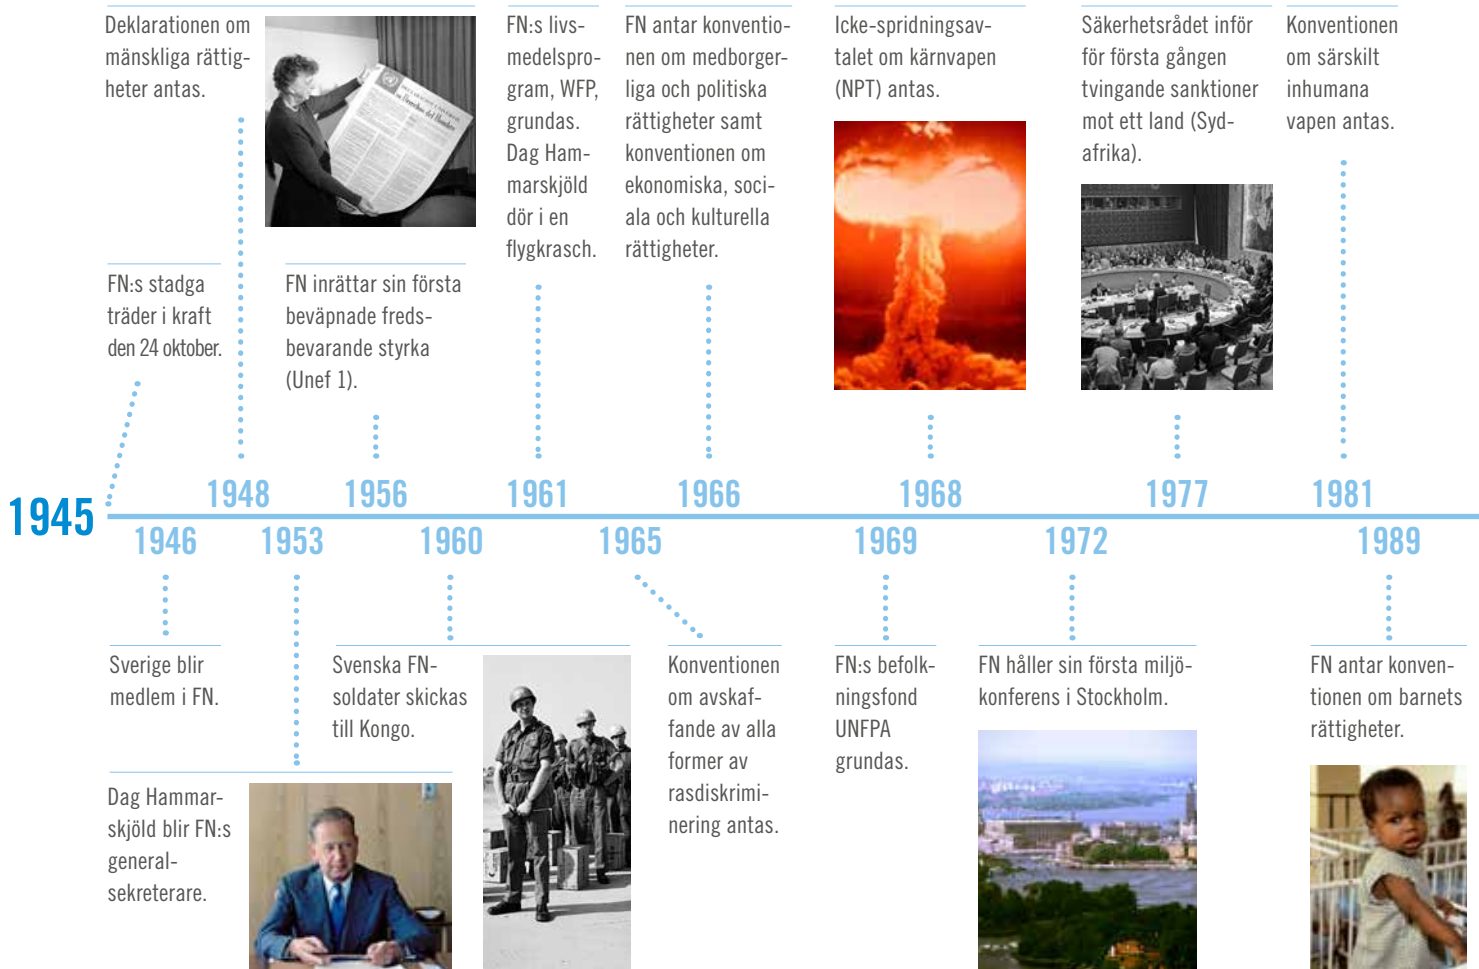 Deklarationen om
mänskliga rättig-
heter antas.
FN:s livs-
medelspro-
gram, WFP,
grundas.
Dag Ham-
marskjöld
dör i en
flygkrasch.
FN antar konventio-
nen om medborger-
liga och politiska
rättigheter samt
konventionen om
ekonomiska, soci-
ala och kulturella
rättigheter.
Icke-spridningsav-
talet om kärnvapen
(NPT) antas.
Säkerhetsrådet inför
för första gången
tvingande sanktioner
mot ett land (Syd-
afrika).
Konventionen
om särskilt
inhumana
vapen antas.
FN:s stadga
träder i kraft
den 24 oktober.
FN inrättar sin första
beväpnade freds-
bevarande styrka
(Unef 1).
1945
1948
1956
1961
1966
1968
1977
1981
1946
1953
1960
1965
1969
1972
1989
Sverige blir
medlem i FN.
Dag Hammar-
skjöld blir FN:s
general-
sekreterare.
Svenska FN-
soldater skickas
till Kongo.
Konventionen
om avskaf-
fande av alla
former av
rasdiskrimi-
nering antas.
FN:s befolk-
ningsfond
UNFPA
grundas.
FN håller sin första miljö-
konferens i Stockholm.
FN antar konven-
tionen om barnets
rättigheter.